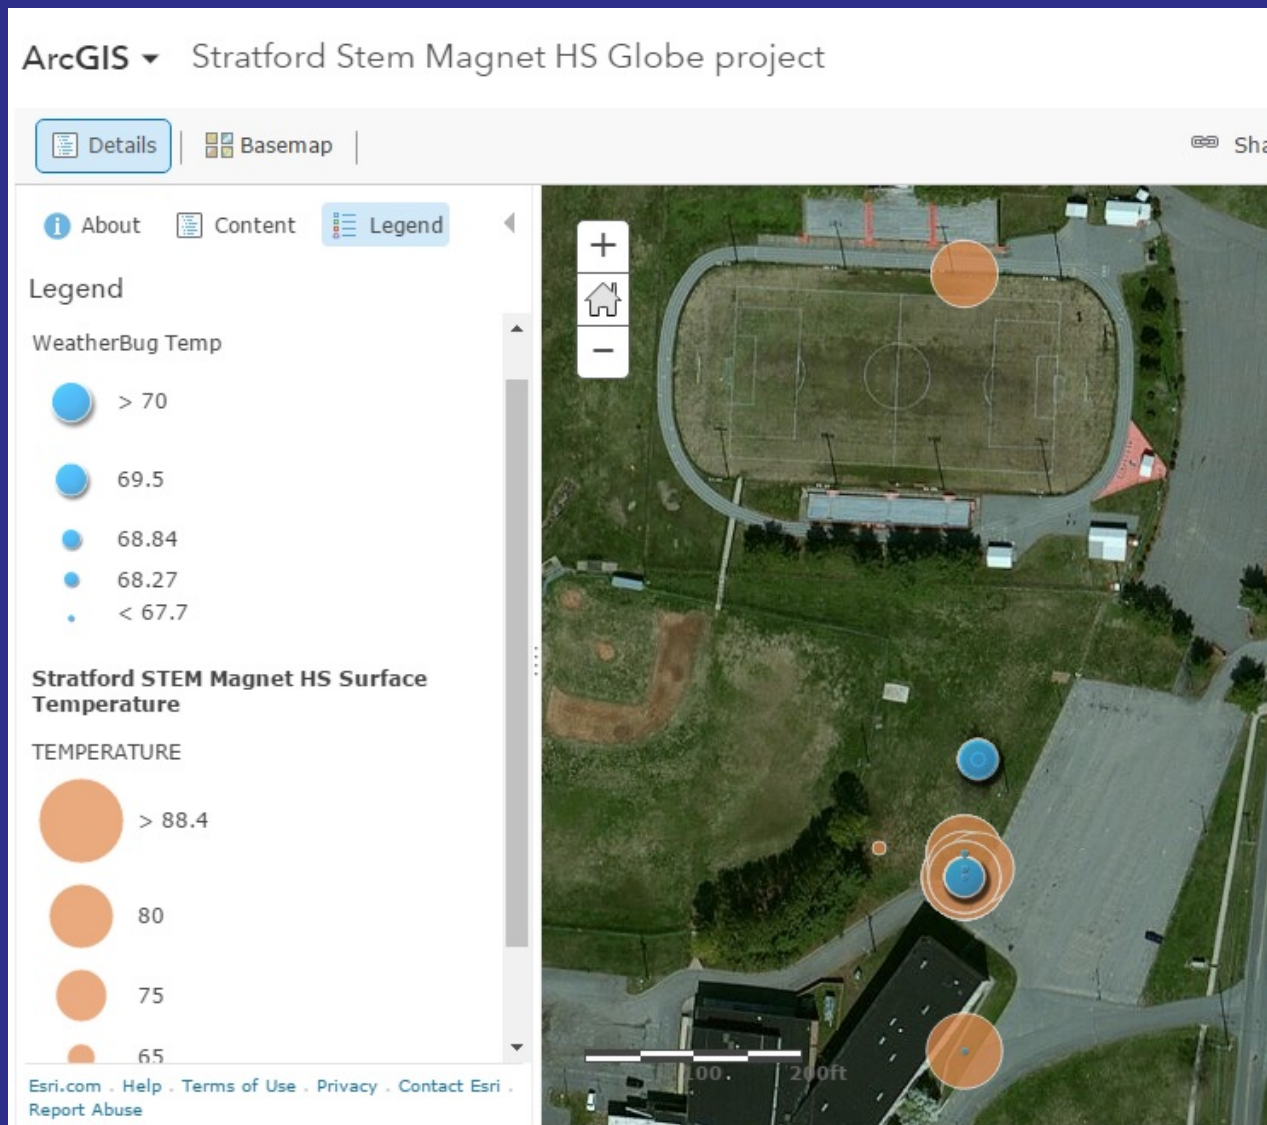 ArcGIS Stratford Stem Magnet HS Globe project
Details Basemap
About Content Legend
Legend
WeatherBug Temp
> 70
69.5
68.84
68.27
< 67.7
Stratford STEM Magnet HS Surface
Temperature
TEMPERATURE
> 88.4
80
75
65
Esri.com . Help . Terms of Use . Privacy . Contact Esri .
Report Abuse
+
−
100. 200ft